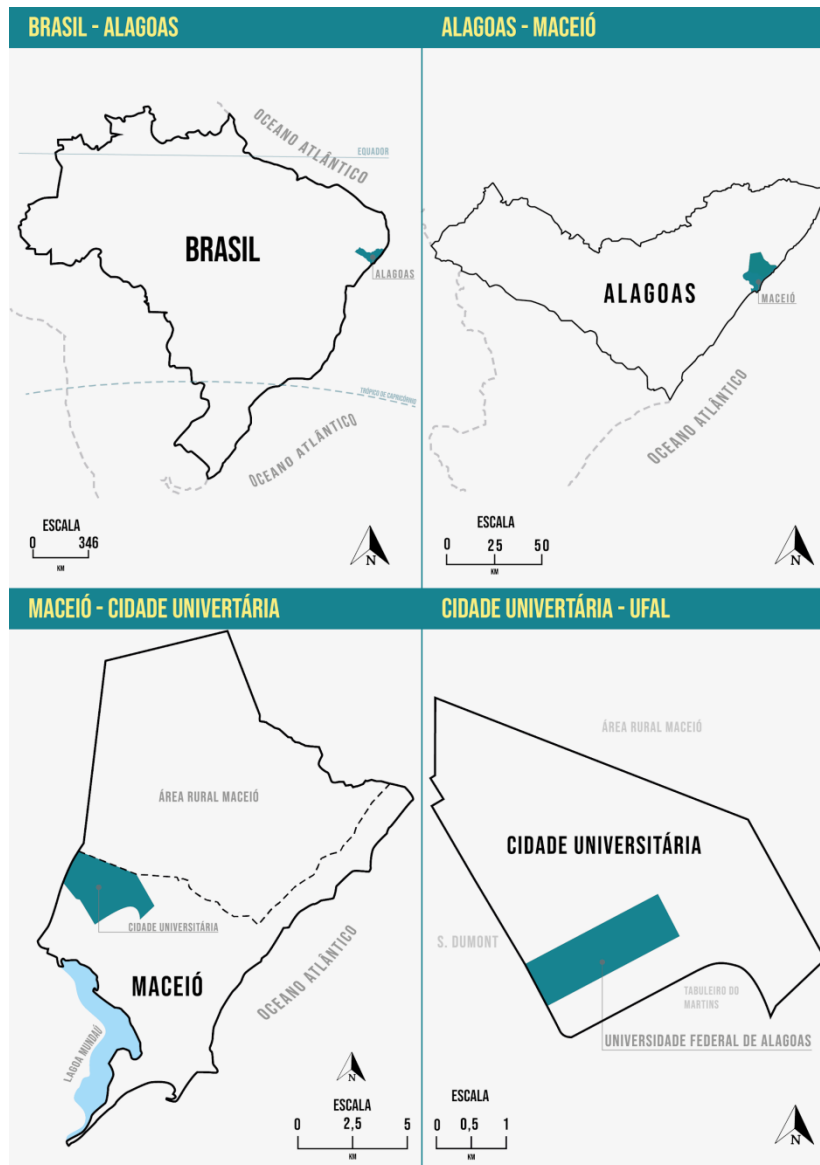 BRASIL - ALAGOAS
OCEANO ATLÂNTICO
EQUADOR
BRASIL
ALAGOAS
TRÓPICO DE CAPRICÓRNIO
OCEANO ATLÂNTICO
ESCALA
0 346
KM
N
ALAGOAS - MACEIÓ
ALAGOAS
MACEIÓ
OCEANO ATLÂNTICO
ESCALA
0 25 50
KM
N
MACEIÓ - CIDADE UNIVERTÁRIA
ÁREA RURAL MACEIÓ
CIDADE UNIVERSITÁRIA
MACEIÓ
OCEANO ATLÂNTICO
LAGOA MUNDAÚ
N
ESCALA
0 2,5 5
KM
CIDADE UNIVERTÁRIA - UFAL
ÁREA RURAL MACEIÓ
CIDADE UNIVERSITÁRIA
S. DUMONT
TABULEIRO DO
MARTINS
UNIVERSIDADE FEDERAL DE ALAGOAS
ESCALA
0 0,5 1
KM
N